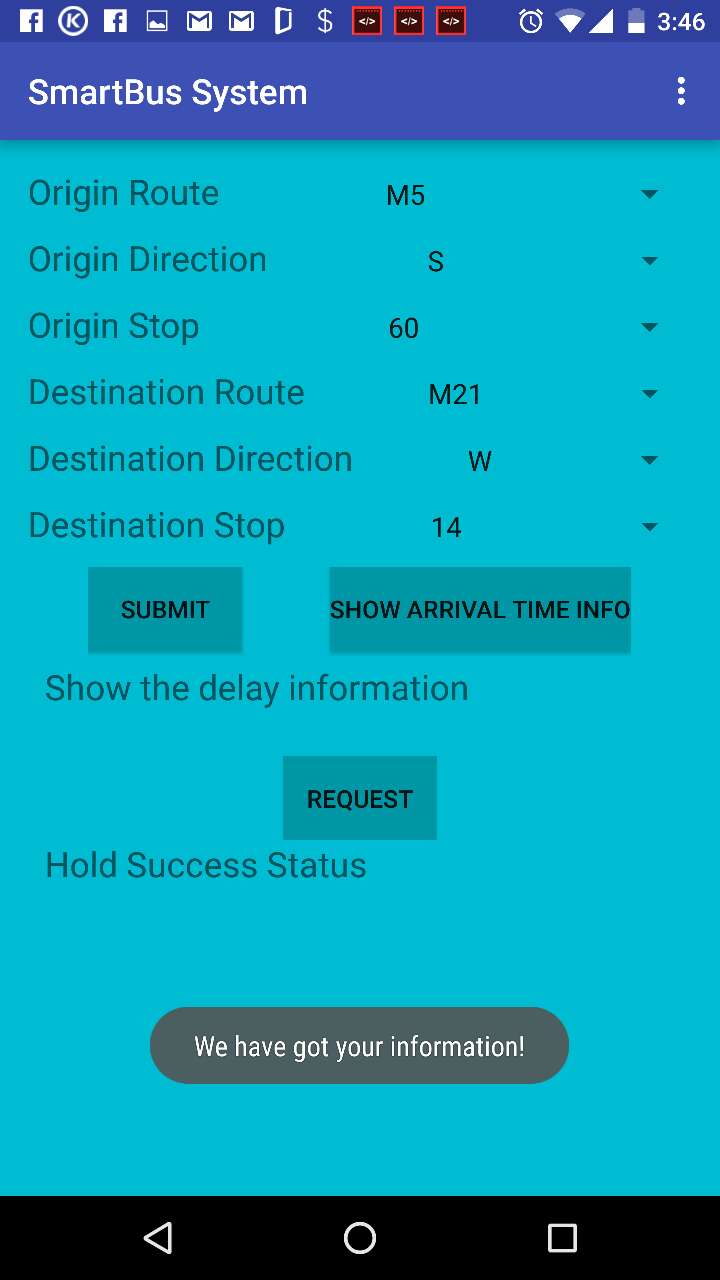 3:46
SmartBus System
Origin Route M5
Origin Direction S
Origin Stop 60
Destination Route M21
Destination Direction W
Destination Stop 14
SUBMIT SHOW ARRIVAL TIME INFO
Show the delay information
REQUEST
Hold Success Status
We have got your information!